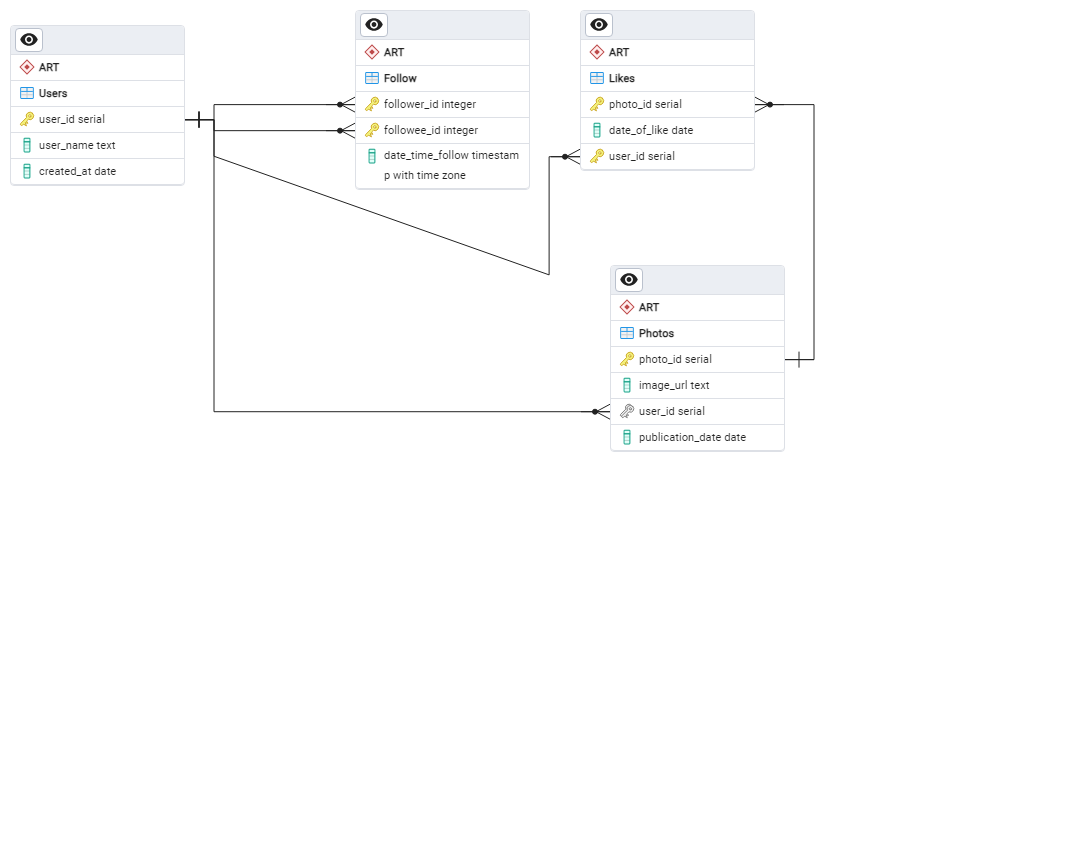 ART
Users
user_id serial
user_name text
created_at date
ART
Follow
follower_id integer
followee_id integer
date_time_follow timestam
p with time zone
ART
Likes
photo_id serial
date_of_like date
user_id serial
ART
Photos
photo_id serial
image_url text
user_id serial
publication_date date